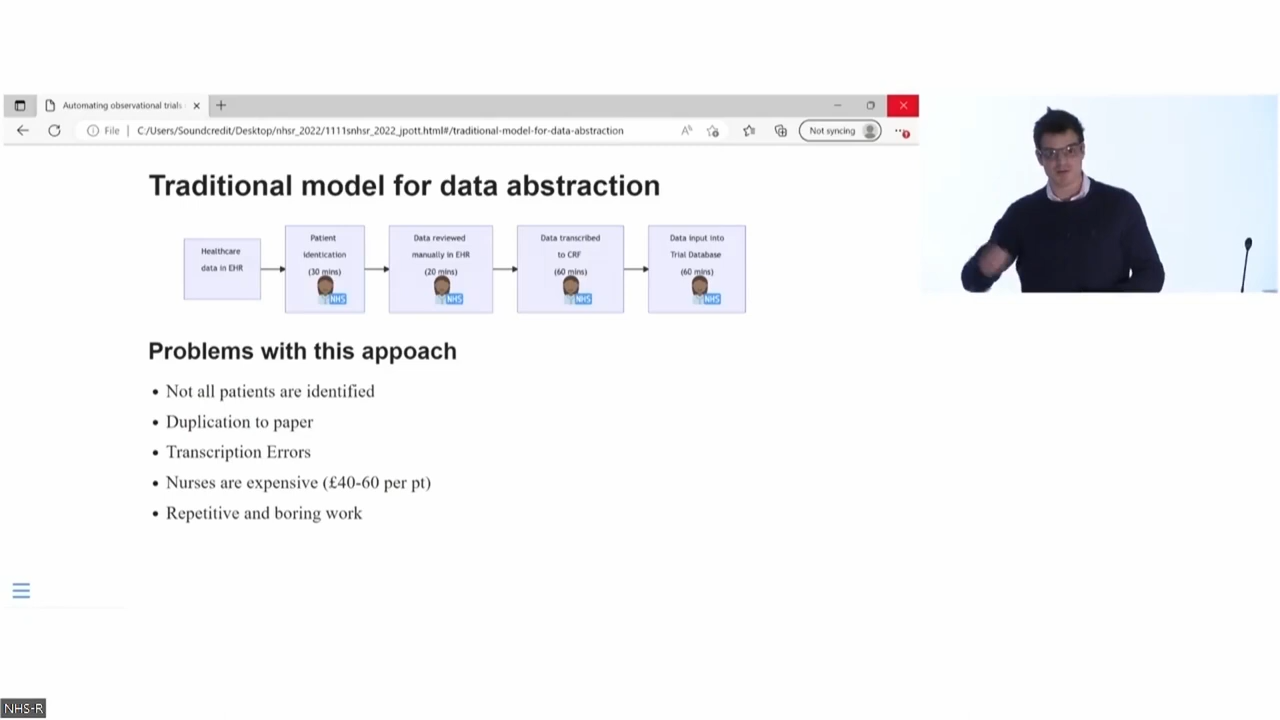 Automating observational trials
Not syncing
File
C:/Users/Soundcredit/Desktop/nhsr_2022/1111snhsr_2022_jpott.html#/traditional-model-for-data-abstraction
Traditional model for data abstraction
Healthcare
data in EHR
Patient
identication
(30 mins)
NHS
Data reviewed
manually in EHR
(20 mins)
NHS
Data transcribed
to CRF
(60 mins)
NHS
Data input into
Trial Database
(60 mins)
NHS
Problems with this appoach
• Not all patients are identified
• Duplication to paper
• Transcription Errors
• Nurses are expensive (£40-60 per pt)
• Repetitive and boring work
NHS-R